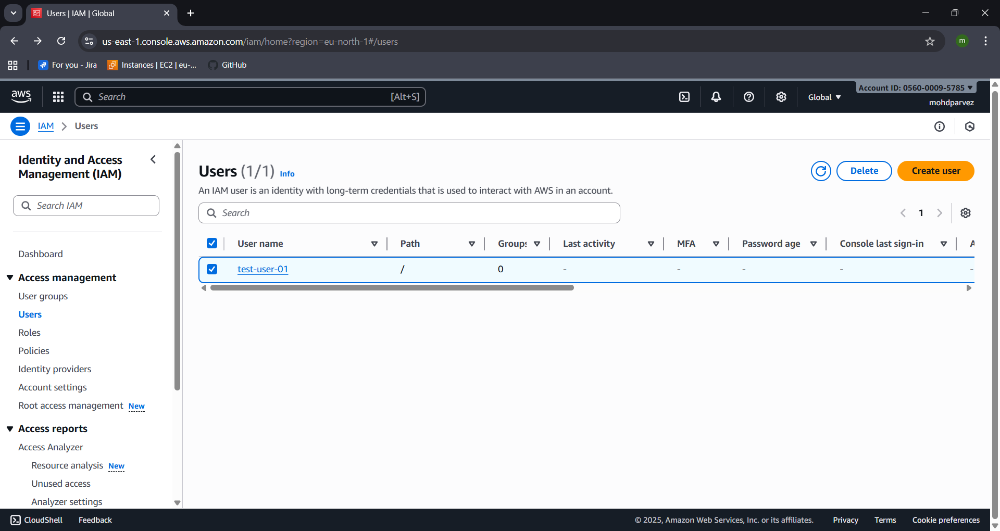 Users | IAM | Global
us-east-1.console.aws.amazon.com/iam/home?region=eu-north-1#/users
m
For you - Jira
Instances | EC2 | eu-...
GitHub
aws
Search
[Alt+S]
Global
Account ID: 0560-0009-5785
mohdparvez
IAM
Users
Identity and Access
Management (IAM)
Search IAM
Dashboard
Access management
User groups
Users
Roles
Policies
Identity providers
Account settings
Root access management New
Access reports
Access Analyzer
Resource analysis New
Unused access
Analyzer settings
Users (1/1) Info
Delete
Create user
An IAM user is an identity with long-term credentials that is used to interact with AWS in an account.
Search
1
User name Path Groups Last activity MFA Password age Console last sign-in A
test-user-01 / 0 - - - - -
CloudShell
Feedback
© 2025, Amazon Web Services, Inc. or its affiliates.
Privacy
Terms
Cookie preferences